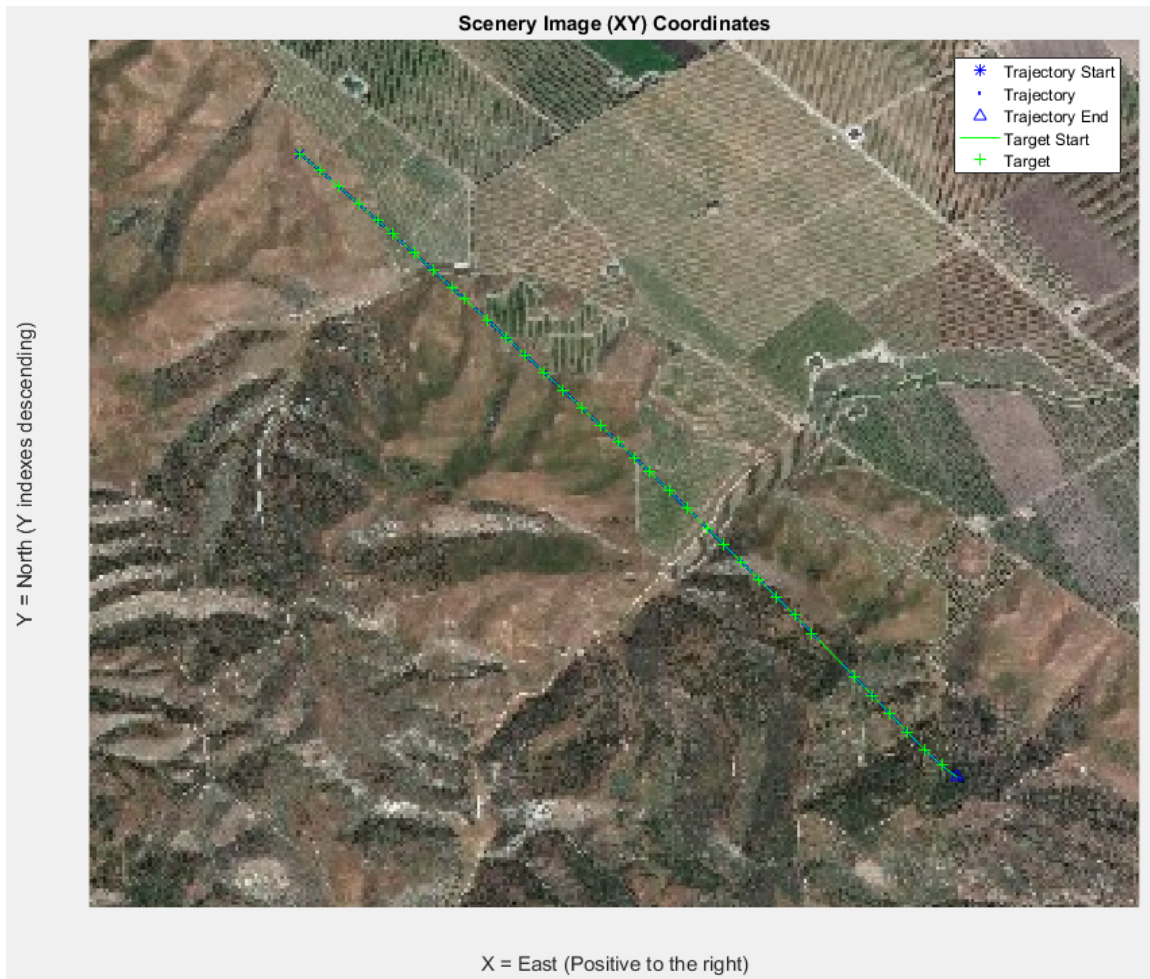 Scenery Image (XY) Coordinates
Trajectory Start
Trajectory
Trajectory End
Target Start
Target
Y = North (Y indexes descending)
X = East (Positive to the right)